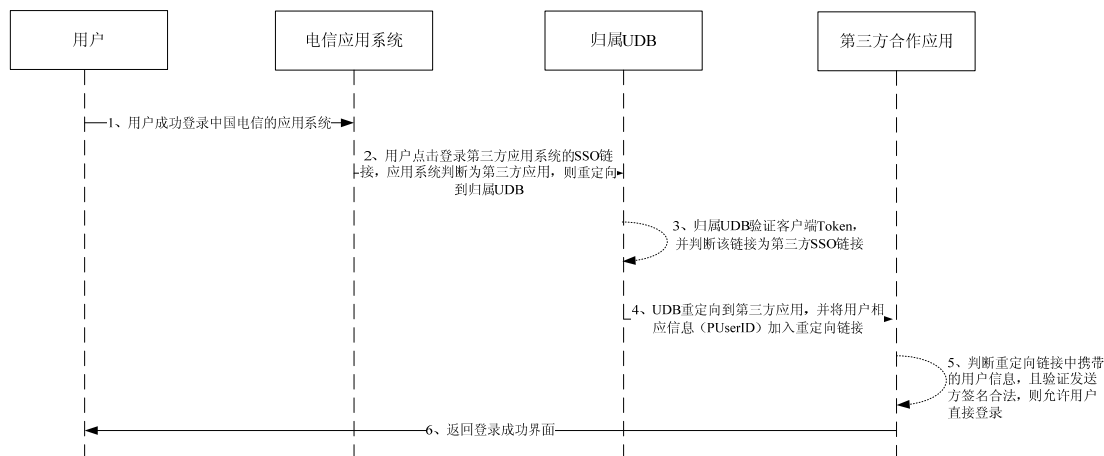 用户
电信应用系统
归属UDB
第三方合作应用
1、用户成功登录中国电信的应用系统
2、用户点击登录第三方应用系统的SSO链
接，应用系统判断为第三方应用，则重定向
到归属UDB
3、归属UDB验证客户端Token，
并判断该链接为第三方SSO链接
4、UDB重定向到第三方应用，并将用户相
应信息（PUserID）加入重定向链接
5、判断重定向链接中携带
的用户信息，且验证发送
方签名合法，则允许用户
直接登录
6、返回登录成功界面